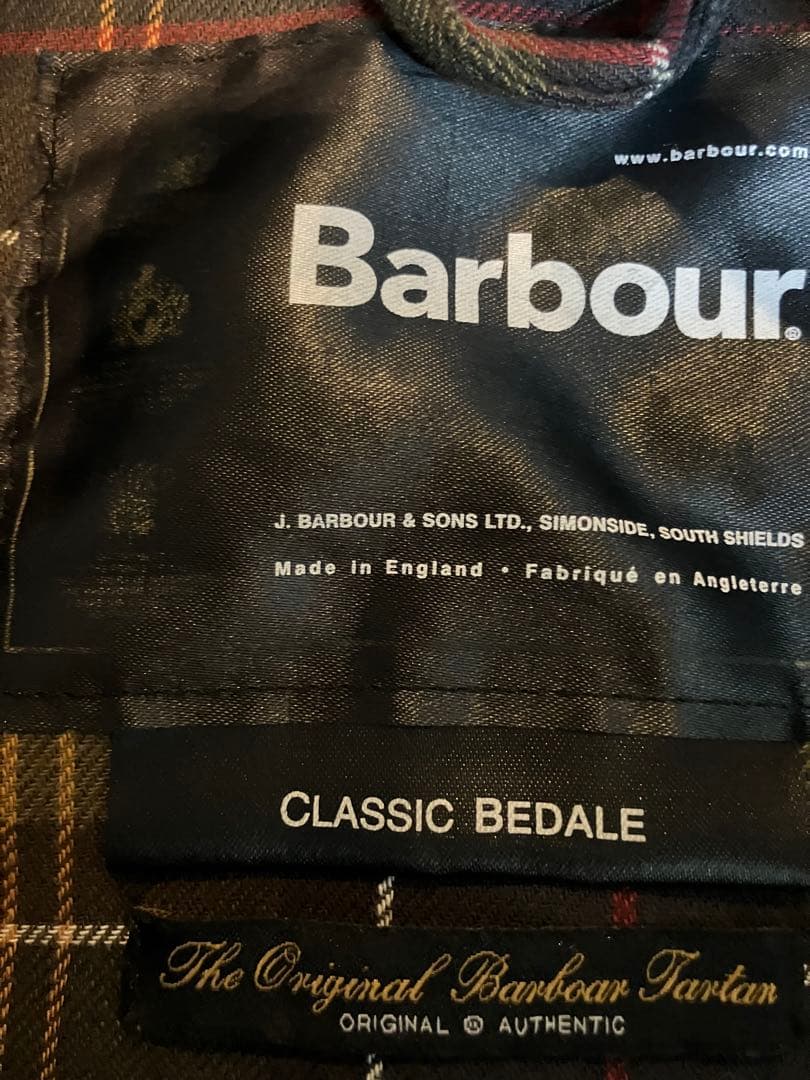 www.barbour.com
Barbour®
J. BARBOUR & SONS LTD., SIMONSIDE, SOUTH SHIELDS
Made in England • Fabriqué en Angleterre
CLASSIC BEDALE
The Original Barbour Tartan
ORIGINAL AUTHENTIC